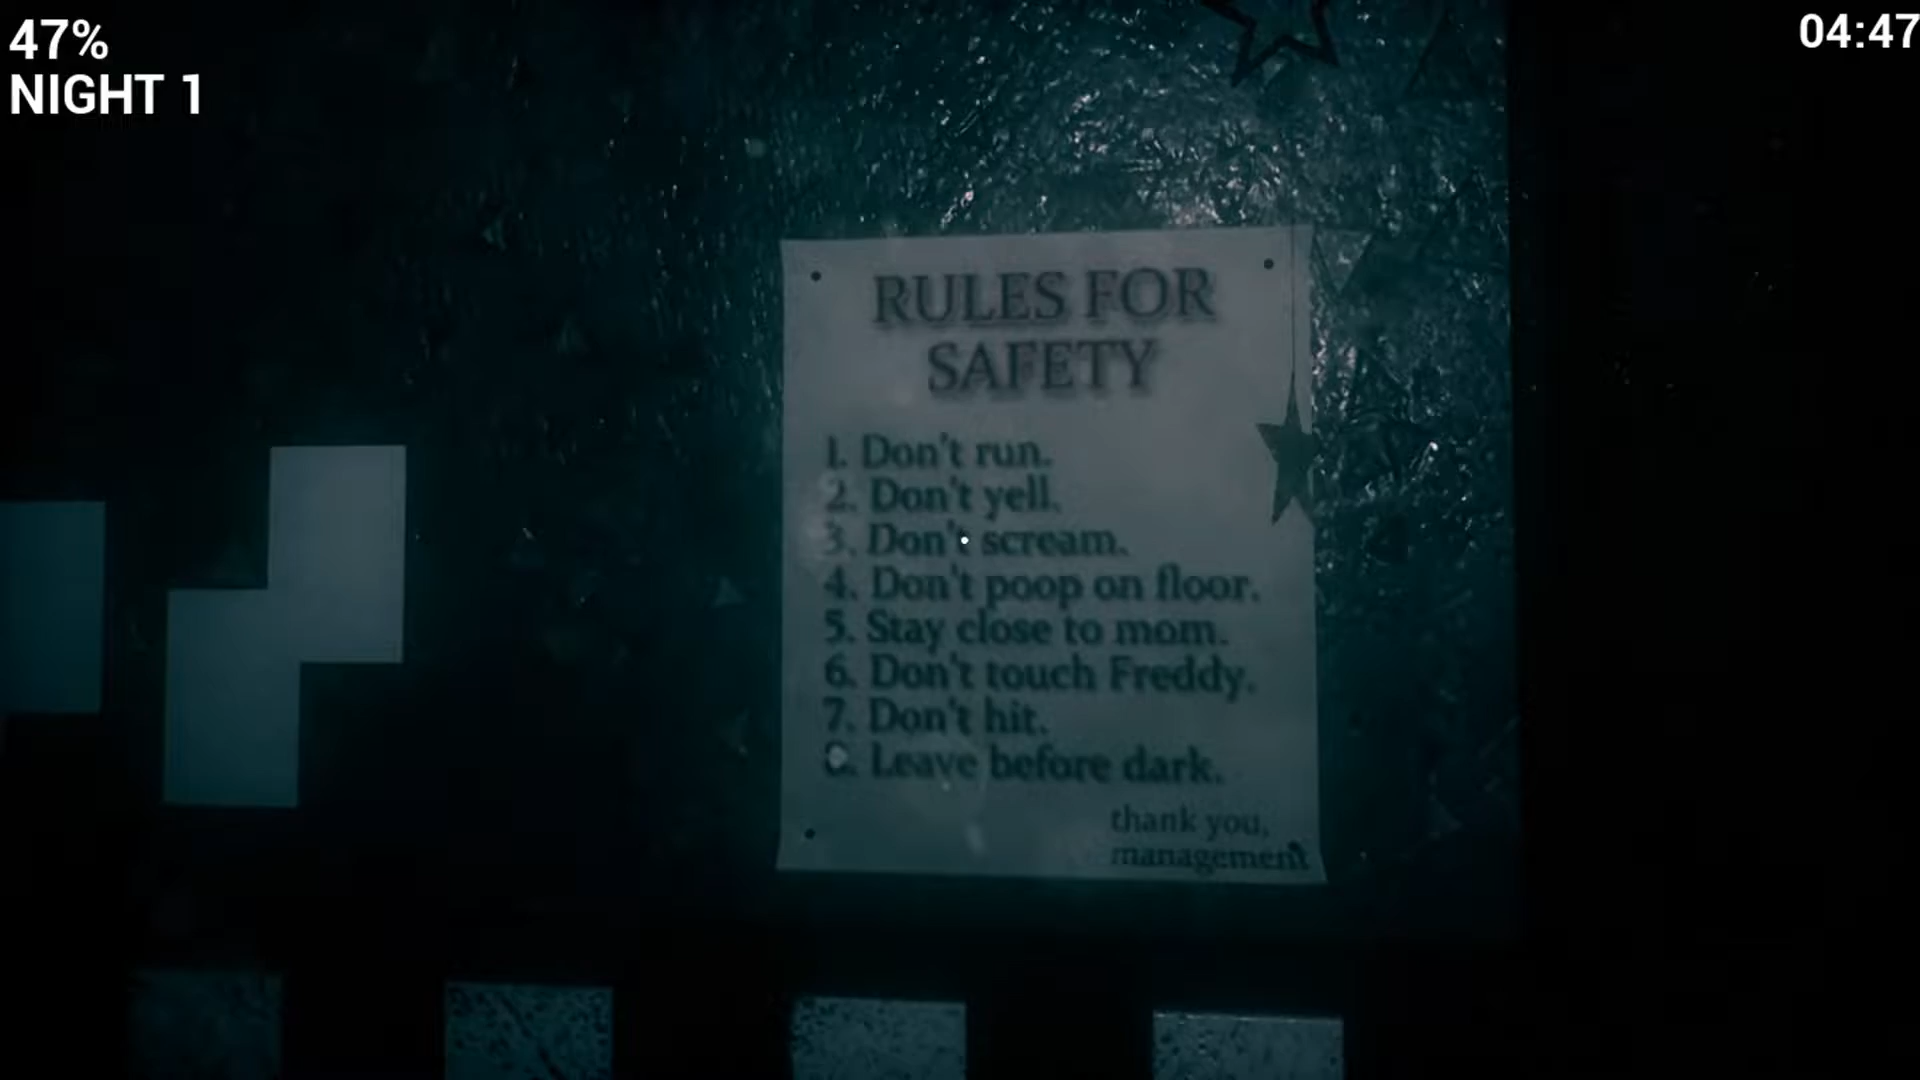 47%
NIGHT 1
04:47
RULES FOR
SAFETY
1. Don't run.
2. Don't yell.
3. Don't scream.
4. Don't poop on floor.
5. Stay close to mom.
6. Don't touch Freddy.
7. Don't hit.
8. Leave before dark.
thank you,
management